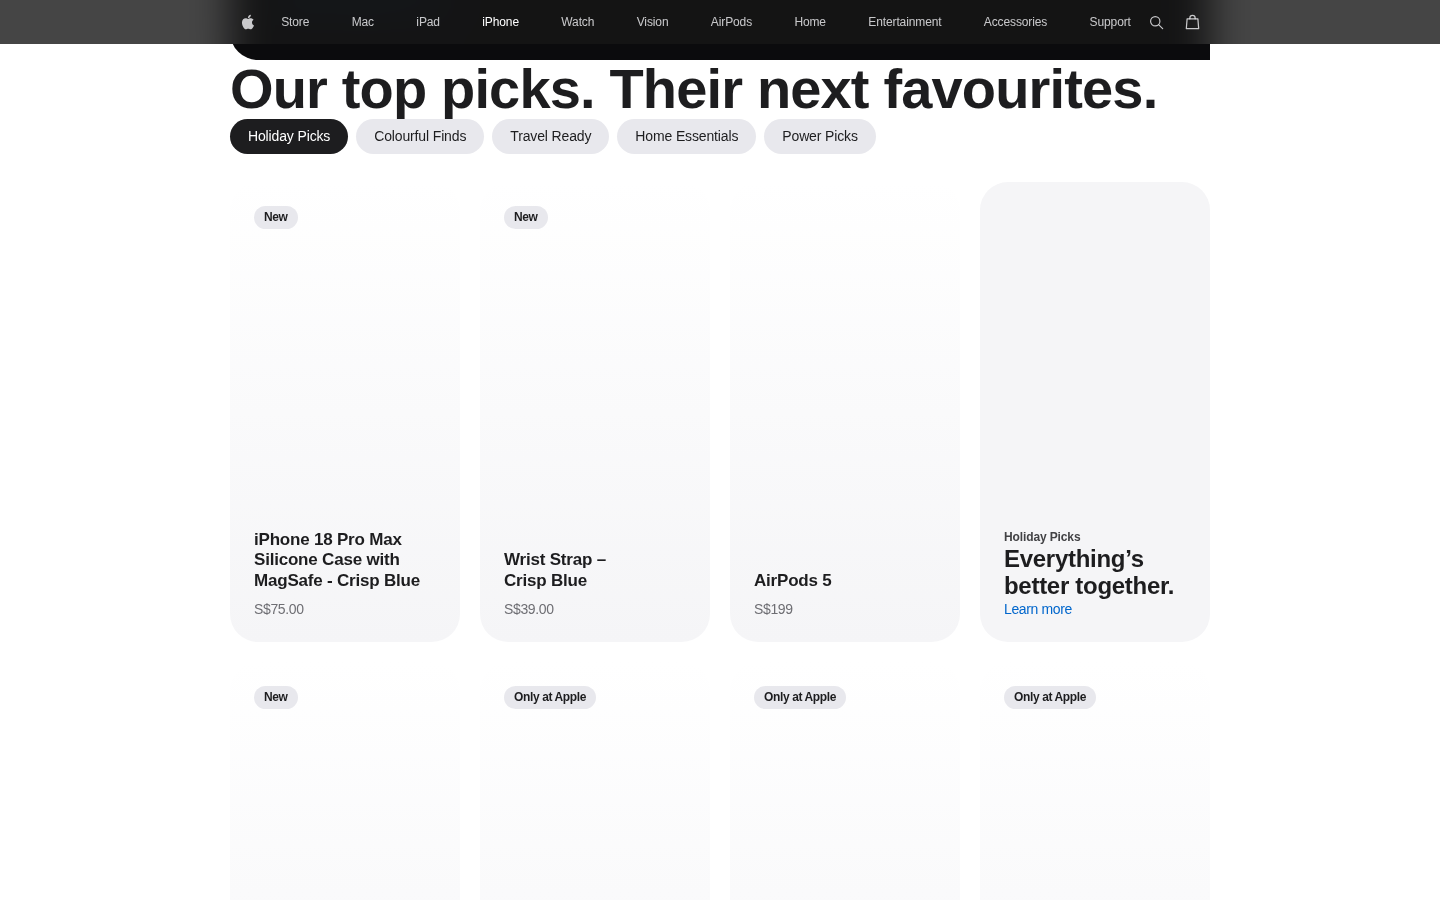 Store Mac iPad iPhone Watch Vision AirPods Home Entertainment Accessories Support
Our top picks. Their next favourites.
Holiday Picks Colourful Finds Travel Ready Home Essentials Power Picks
New
iPhone 18 Pro Max
Silicone Case with
MagSafe - Crisp Blue
S$75.00
New
Wrist Strap –
Crisp Blue
S$39.00
AirPods 5
S$199
Holiday Picks
Everything’s
better together.
Learn more
New
Only at Apple
Only at Apple
Only at Apple